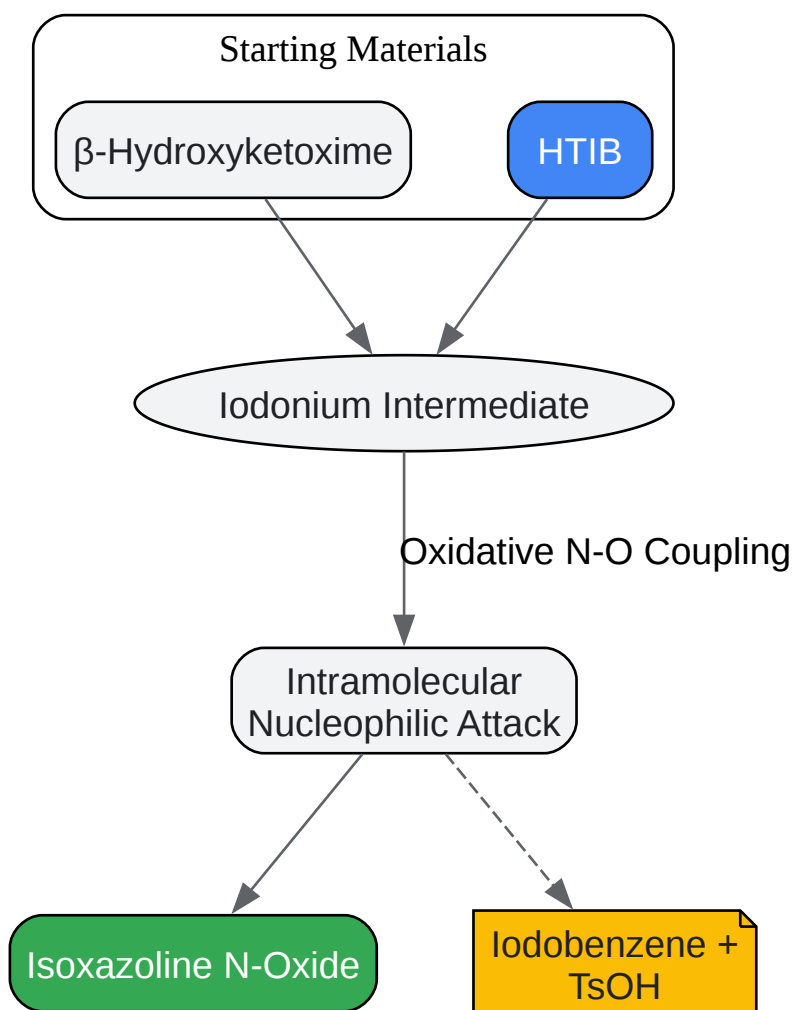 Starting Materials
β-Hydroxyketoxime
HTIB
Iodonium Intermediate
Oxidative N-O Coupling
Intramolecular
Nucleophilic Attack
Isoxazoline N-Oxide
Iodobenzene +
TsOH